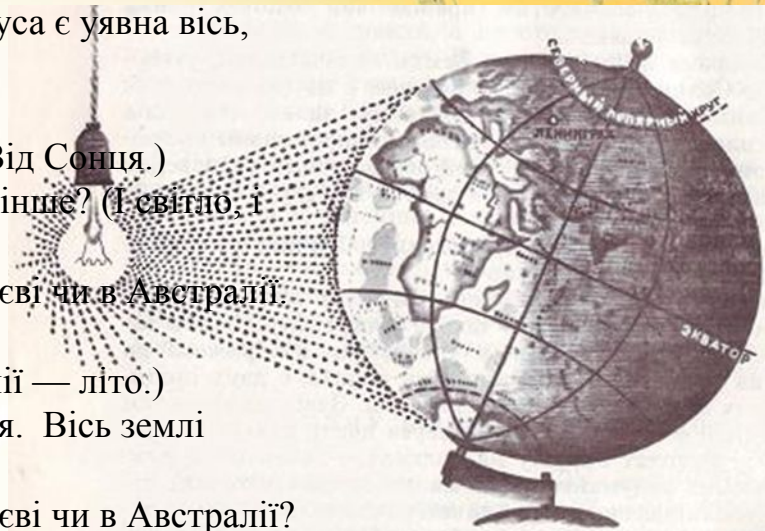 уса є уявна вісь,
Від Сонця.)
інше? (І світло, і
єві чи в Австралії.
ії — літо.)
я. Вісь землі
єві чи в Австралії?
СЕВЕРНЫЙ ПОЛЯРНЫЙ КРУГ
ЛЕНИНГРАД
ЭКВАТОР